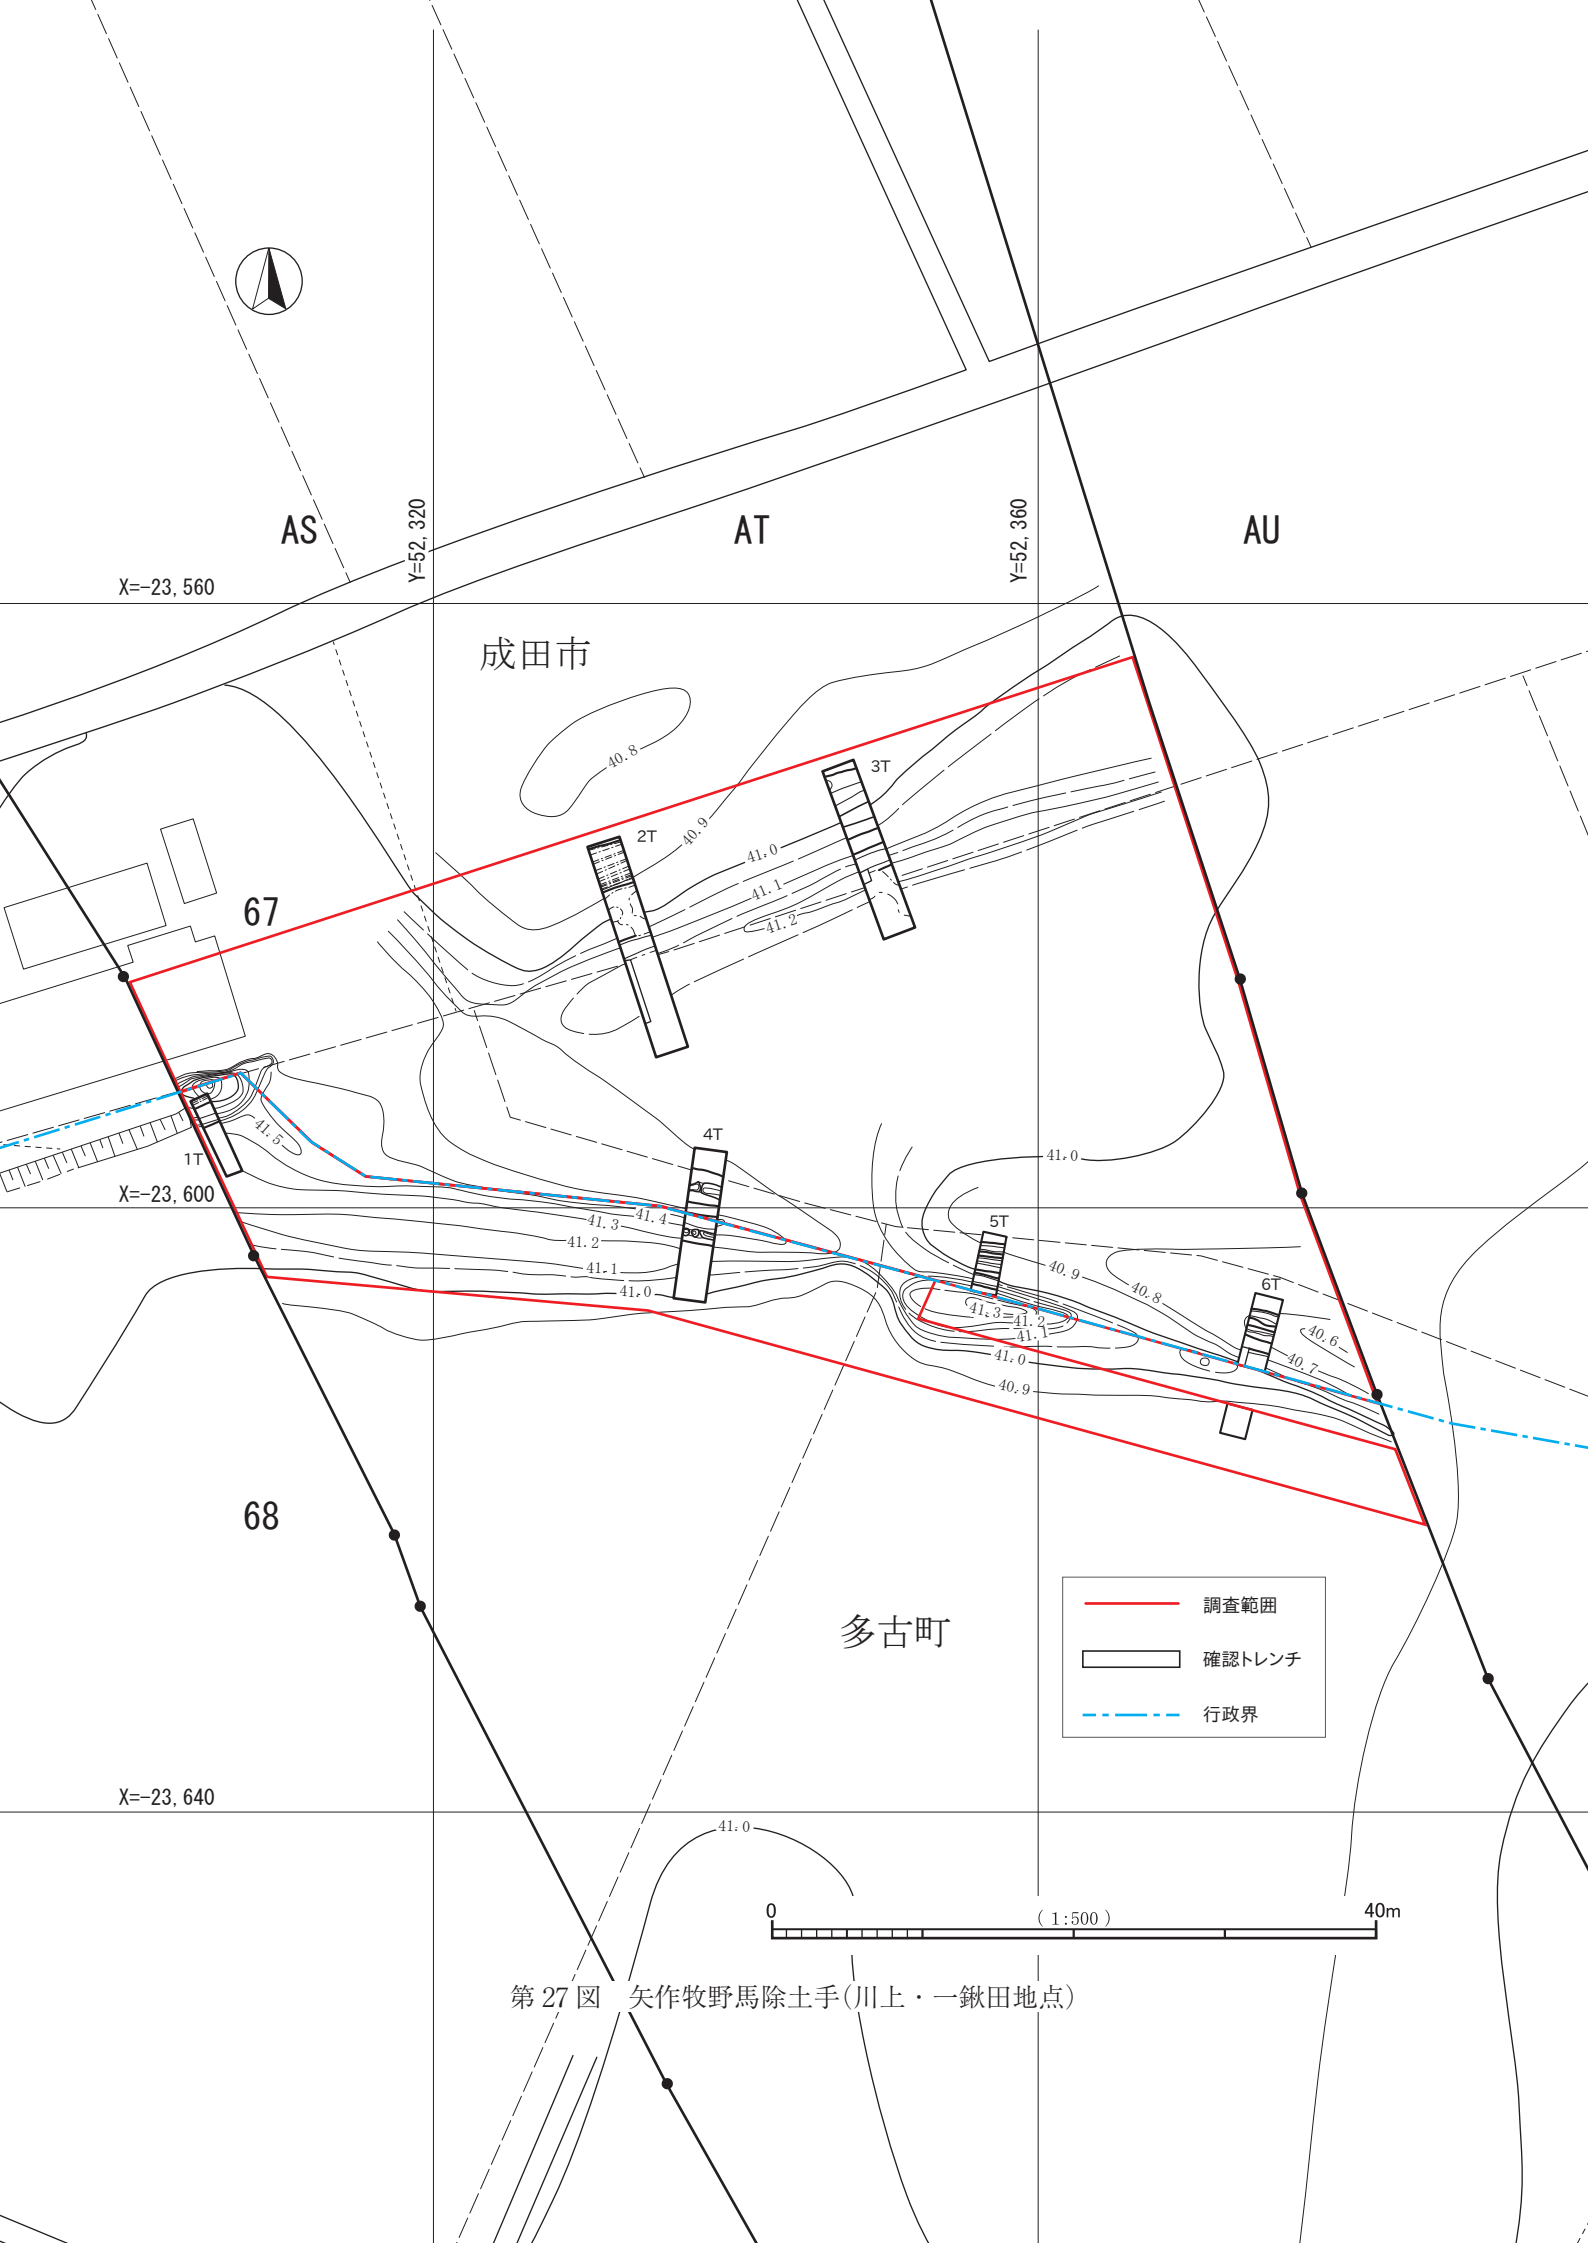 AS
AT
AU
Y=52,320
Y=52,360
X=-23,560
成田市
40.8
3T
2T
40.9
41.0
41.1
41.2
67
41.5
1T
4T
41.0
X=-23,600
41.3
41.4
41.2
41.1
41.0
5T
40.9
40.8
6T
41.3
41.2
41.1
41.0
40.9
40.6
40.7
68
多古町
調査範囲
確認トレンチ
行政界
X=-23,640
41.0
0
(1:500)
40m
第27図　矢作牧野馬除土手(川上・一鍬田地点)